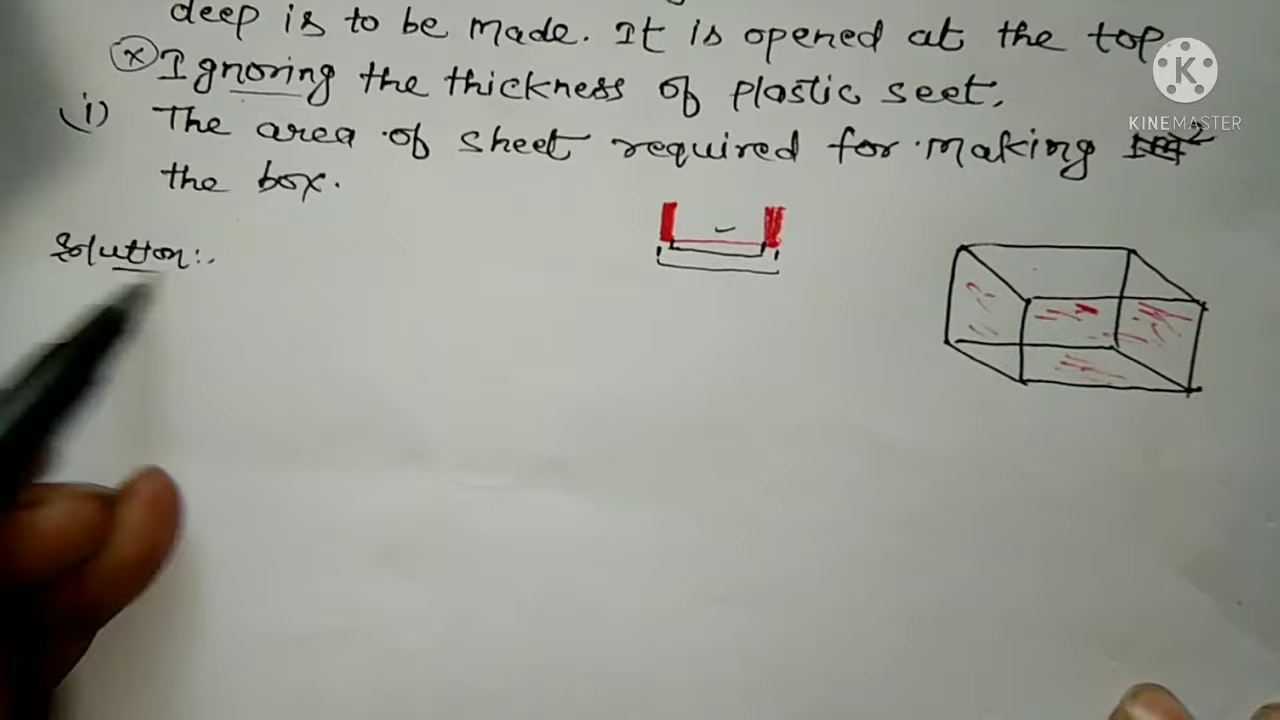 deep is to be made. It is opened at the top
(x) Ignoring the thickness of plastic seet.
(i) The area of sheet required for making
the box.
Solution:.
K
KINEMASTER